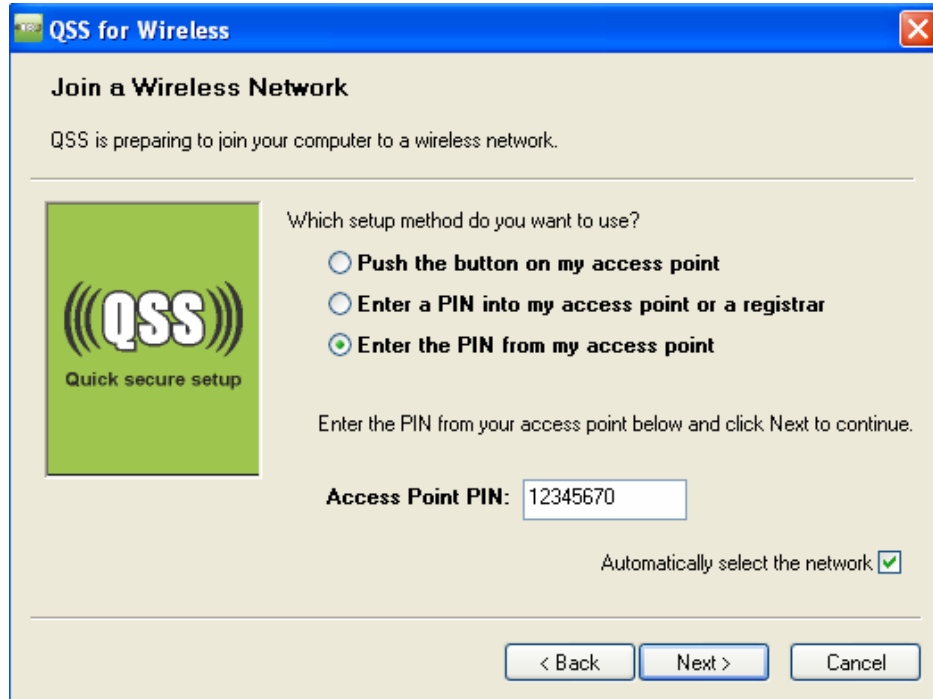 QSS for Wireless
Join a Wireless Network
QSS is preparing to join your computer to a wireless network.
Which setup method do you want to use?
Push the button on my access point
Enter a PIN into my access point or a registrar
Enter the PIN from my access point
QSS
Quick secure setup
Enter the PIN from your access point below and click Next to continue.
Access Point PIN: 12345670
Automatically select the network
< Back Next > Cancel